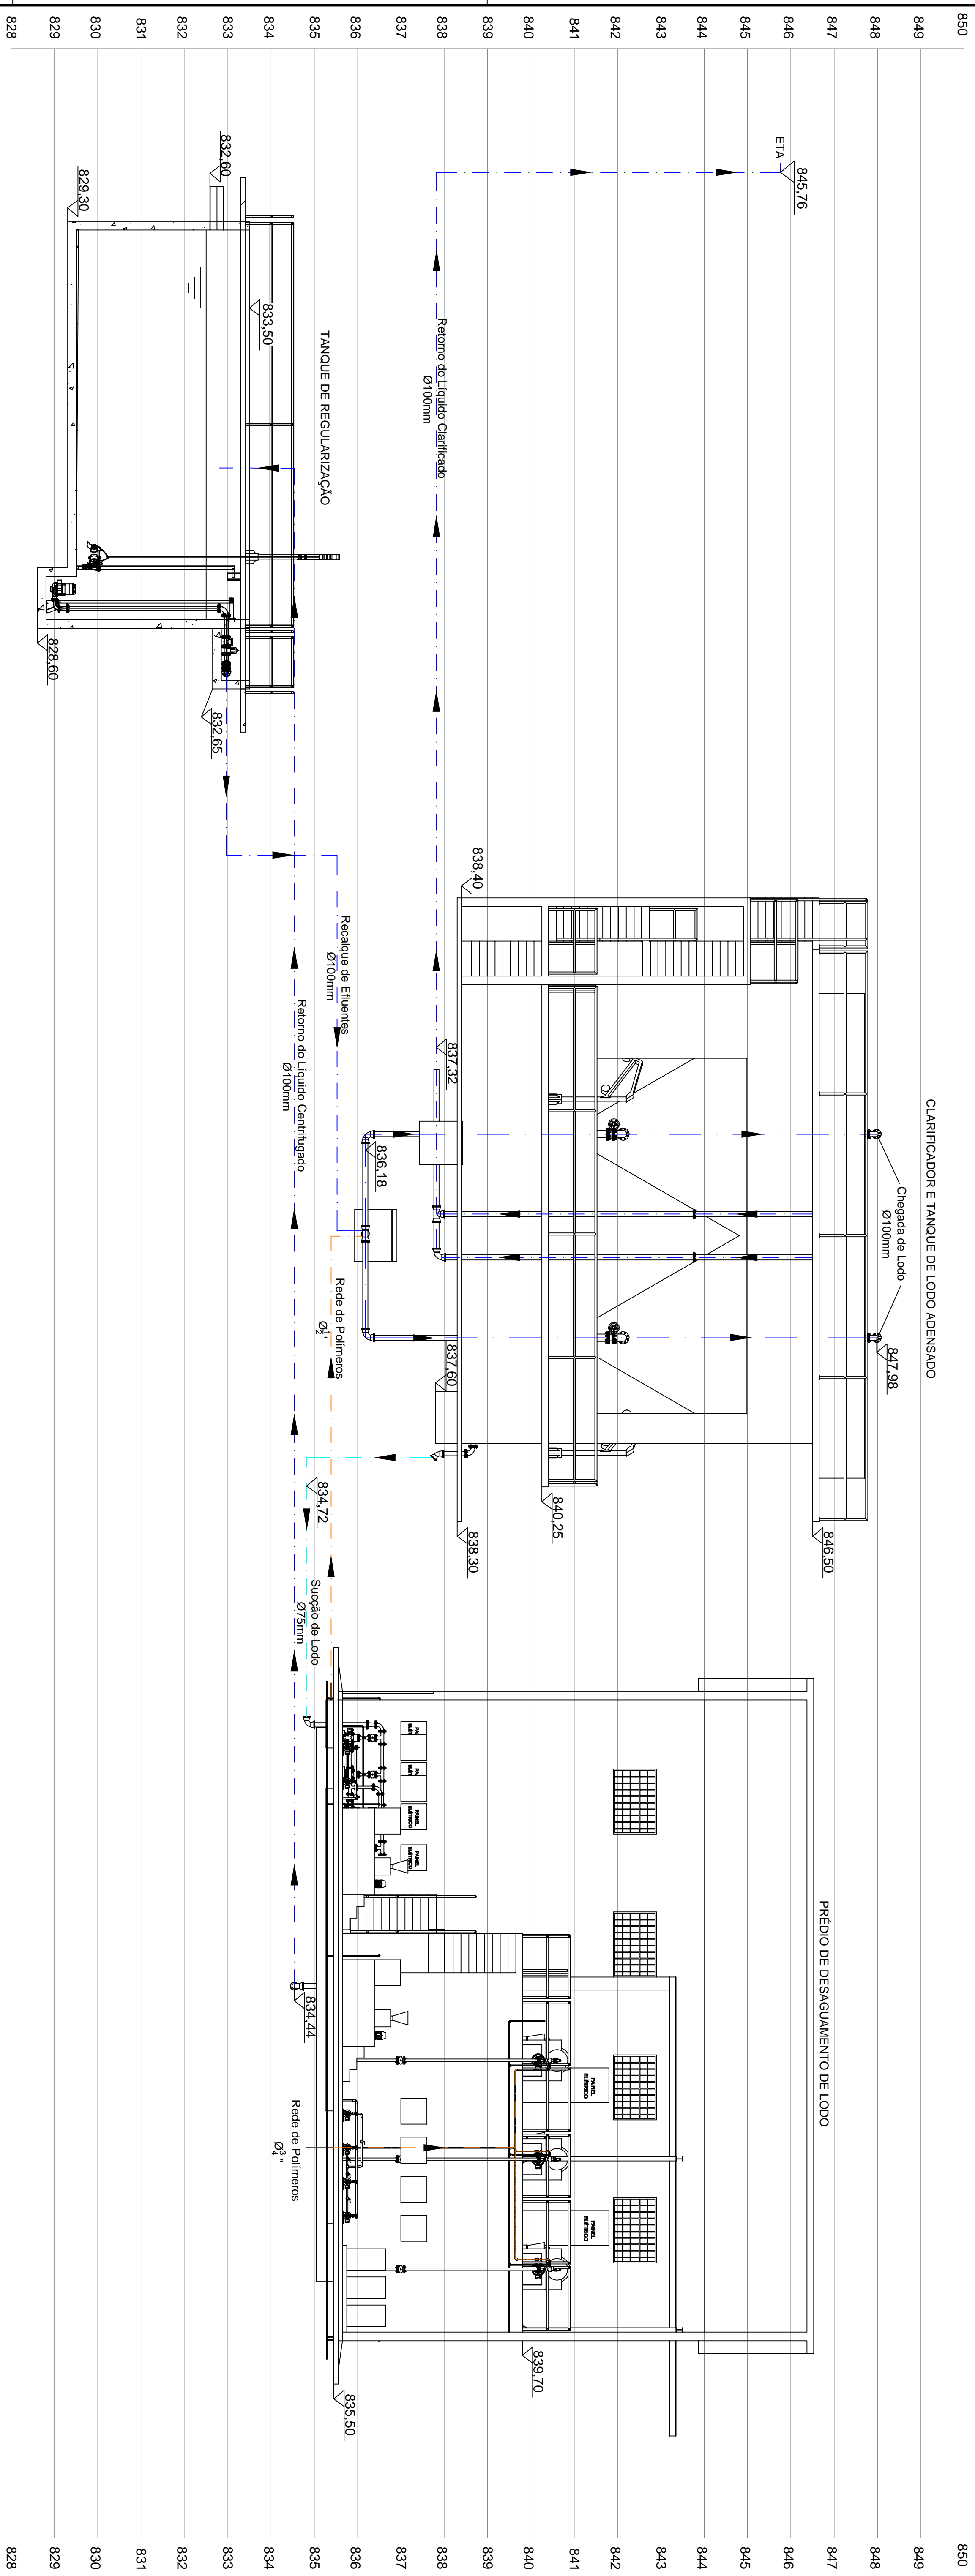 850
849
848
847
846
845
844
843
842
841
840
839
838
837
836
835
834
833
832
831
830
829
828
845,76
ETA
Retorno do Líquido Clarificado
Ø100mm
TANQUE DE REGULARIZAÇÃO
832,60
829,30
833,50
828,60
832,65
CLARIFICADOR E TANQUE DE LODO ADENSADO
Chegada de Lodo
Ø100mm
847,98
838,40
837,32
836,18
837,60
846,50
840,25
838,30
Recalque de Efluentes
Ø100mm
Retorno do Líquido Centrifugado
Ø100mm
Rede de Polímeros
Ø1/2"
834,72
Sucção de Lodo
Ø75mm
PRÉDIO DE DESAGUAMENTO DE LODO
PA
ELÉT
PA
ELÉT
PAINEL
ELÉTRICO
PAINEL
ELÉTRICO
PAINEL
ELÉTRICO
PAINEL
ELÉTRICO
834,44
Rede de Polímeros
Ø3/4"
839,70
835,50
850
849
848
847
846
845
844
843
842
841
840
839
838
837
836
835
834
833
832
831
830
829
828